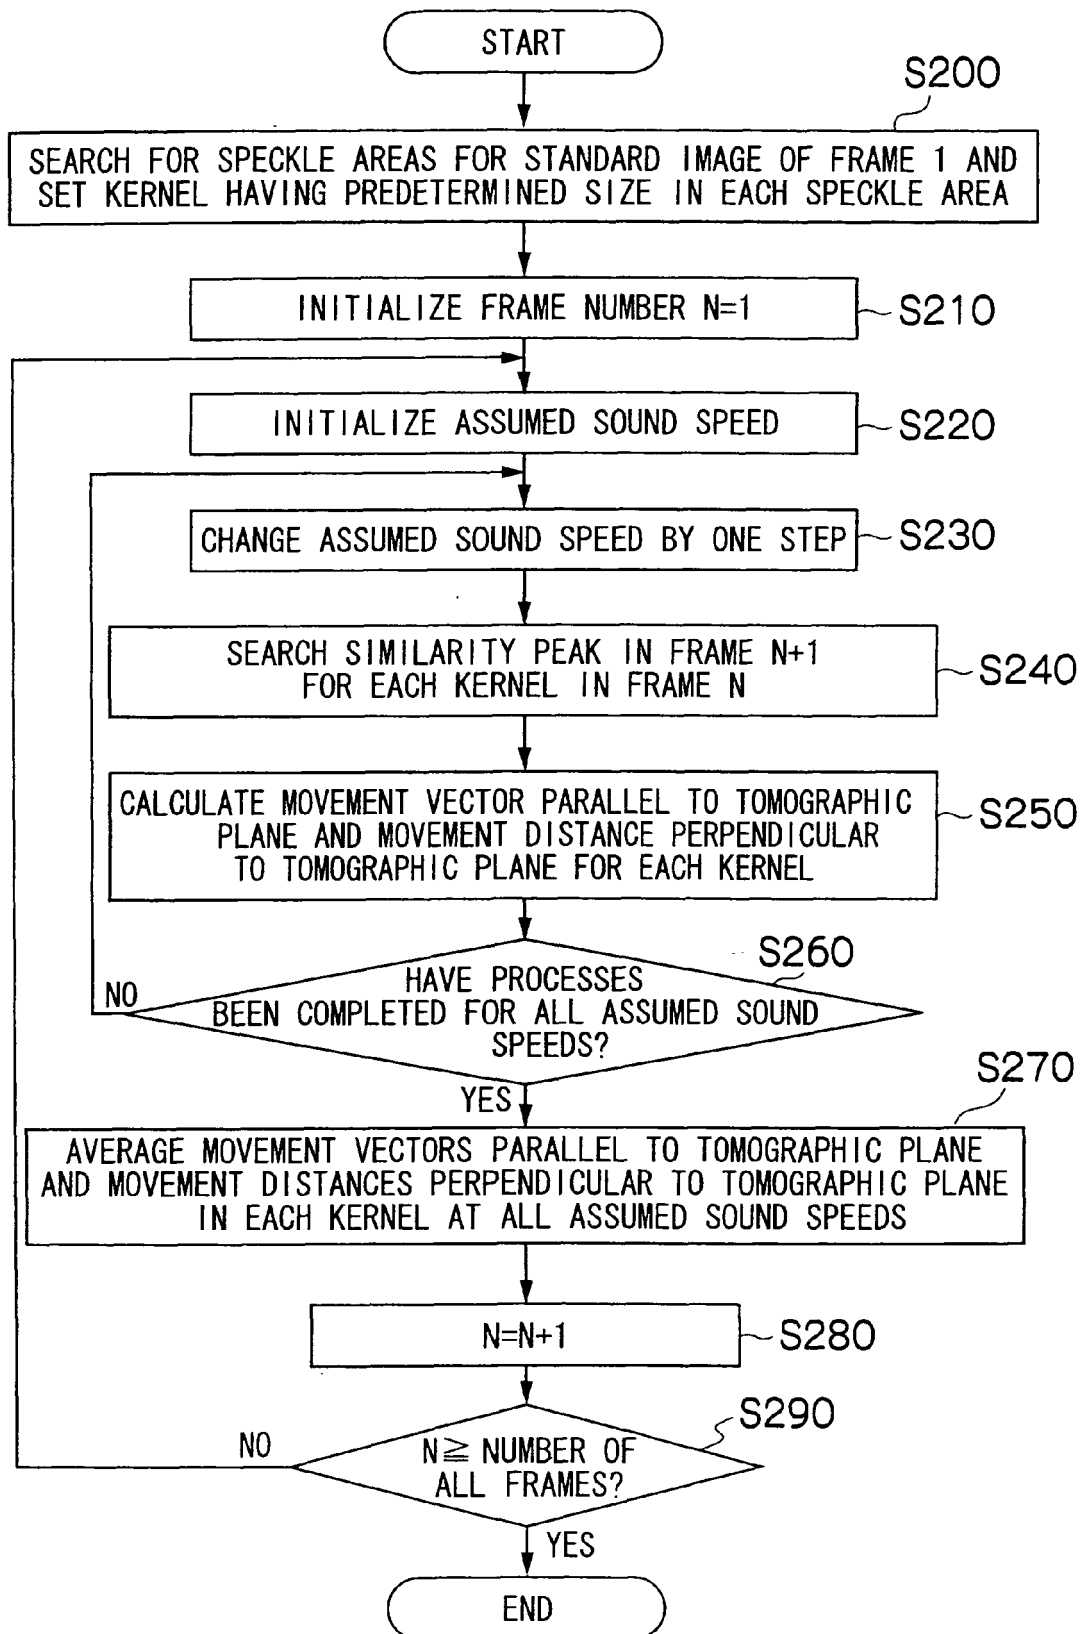 START
S200
SEARCH FOR SPECKLE AREAS FOR STANDARD IMAGE OF FRAME 1 AND
SET KERNEL HAVING PREDETERMINED SIZE IN EACH SPECKLE AREA
INITIALIZE FRAME NUMBER N=1
S210
INITIALIZE ASSUMED SOUND SPEED
S220
CHANGE ASSUMED SOUND SPEED BY ONE STEP
S230
SEARCH SIMILARITY PEAK IN FRAME N+1
FOR EACH KERNEL IN FRAME N
S240
CALCULATE MOVEMENT VECTOR PARALLEL TO TOMOGRAPHIC
PLANE AND MOVEMENT DISTANCE PERPENDICULAR
TO TOMOGRAPHIC PLANE FOR EACH KERNEL
S250
S260
HAVE PROCESSES
BEEN COMPLETED FOR ALL ASSUMED SOUND
SPEEDS?
NO
YES
S270
AVERAGE MOVEMENT VECTORS PARALLEL TO TOMOGRAPHIC PLANE
AND MOVEMENT DISTANCES PERPENDICULAR TO TOMOGRAPHIC PLANE
IN EACH KERNEL AT ALL ASSUMED SOUND SPEEDS
N=N+1
S280
S290
N≧NUMBER OF
ALL FRAMES?
NO
YES
END